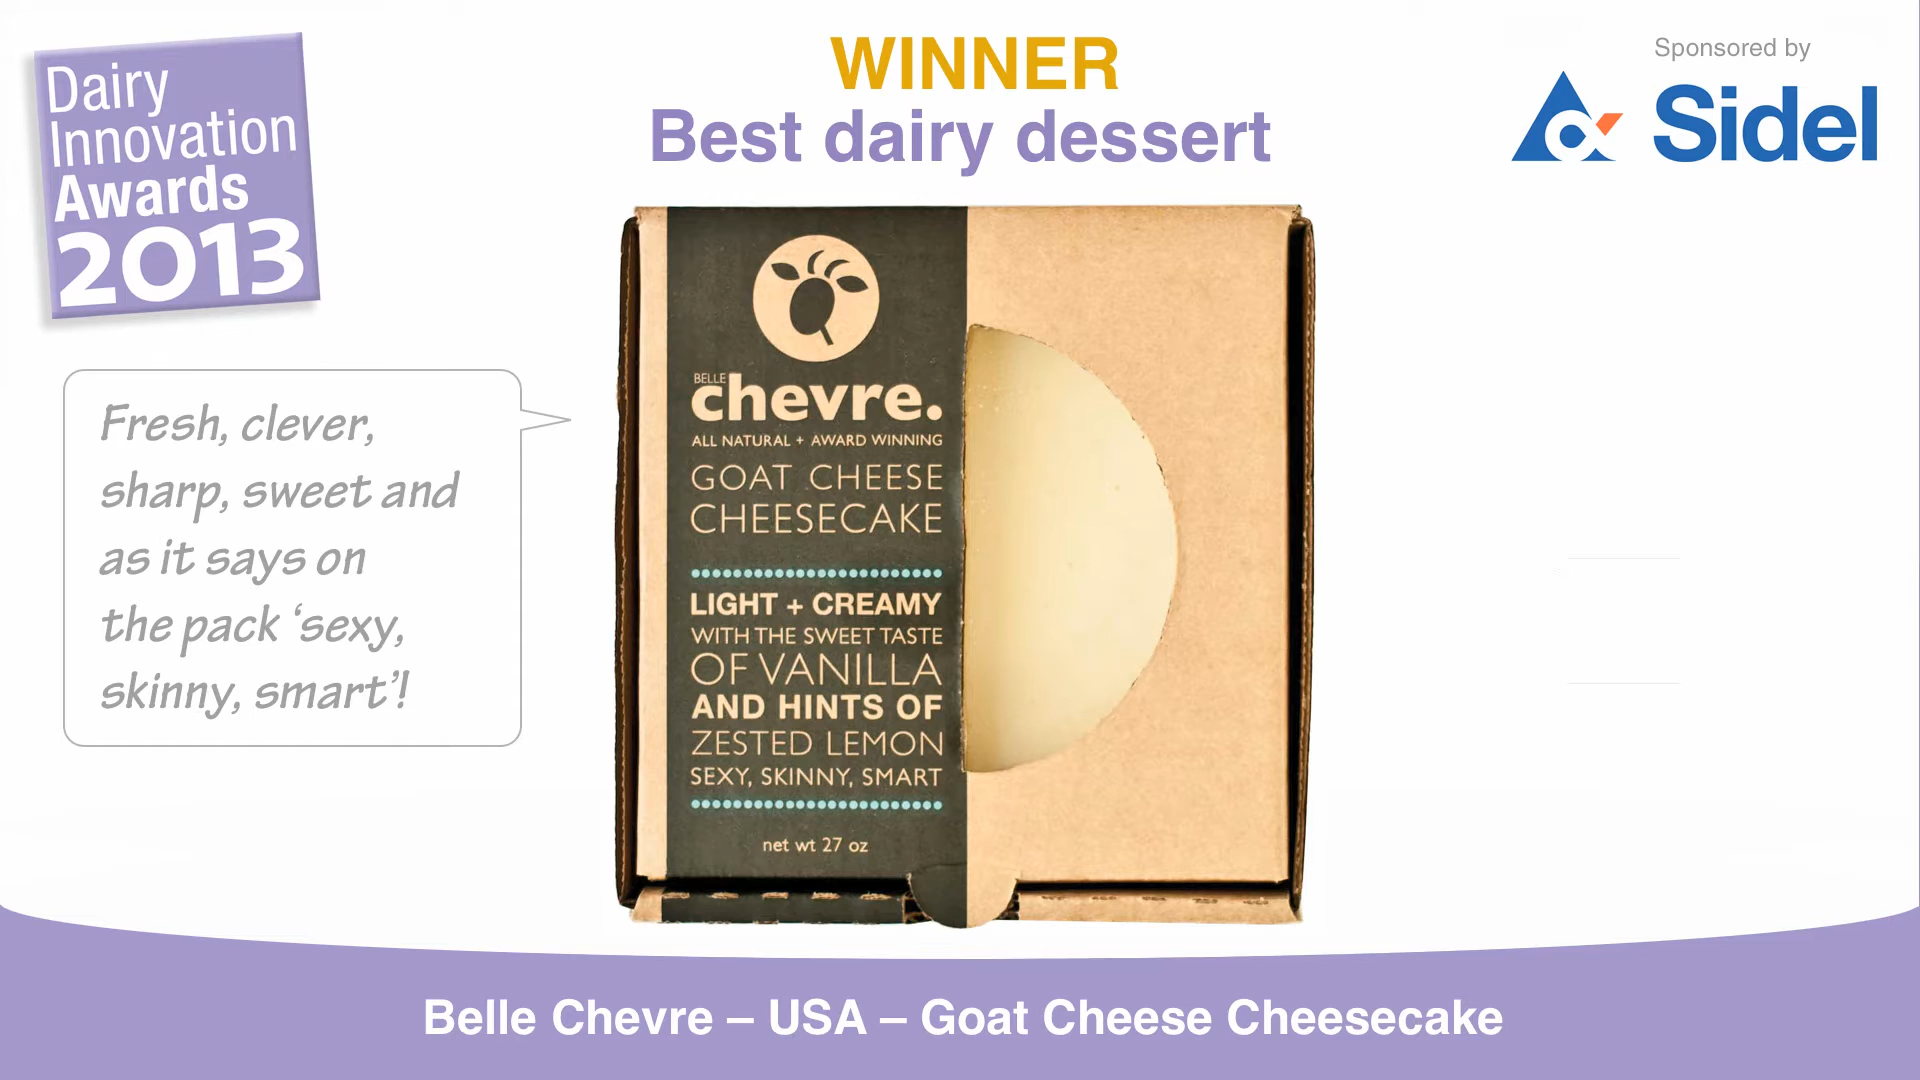 Dairy
Innovation
Awards
2013
WINNER
Best dairy dessert
Sponsored by
Sidel
Fresh, clever,
sharp, sweet and
as it says on
the pack ‘sexy,
skinny, smart’!
BELLE
chevre.
ALL NATURAL + AWARD WINNING
GOAT CHEESE
CHEESECAKE
LIGHT + CREAMY
WITH THE SWEET TASTE
OF VANILLA
AND HINTS OF
ZESTED LEMON
SEXY, SKINNY, SMART
net wt 27 oz
Belle Chevre – USA – Goat Cheese Cheesecake